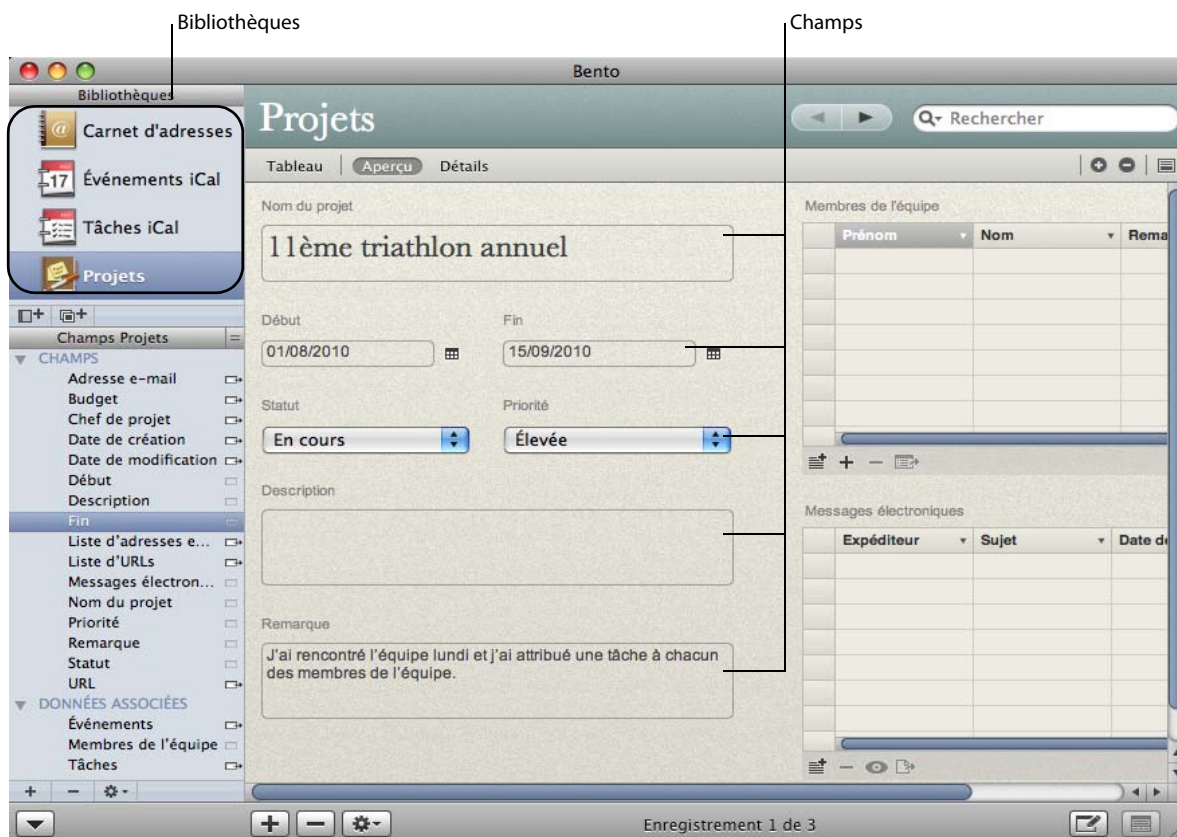 Bibliothèques
Champs
Bento
Bibliothèques
Carnet d'adresses
17
Événements iCal
Tâches iCal
Projets
Projets
Rechercher
Tableau
Aperçu
Détails
Champs Projets
CHAMPS
Adresse e-mail
Budget
Chef de projet
Date de création
Date de modification
Début
Description
Fin
Liste d'adresses e...
Liste d'URLs
Messages électron...
Nom du projet
Priorité
Remarque
Statut
URL
DONNÉES ASSOCIÉES
Événements
Membres de l'équipe
Tâches
Nom du projet
11ème triathlon annuel
Début
Fin
01/08/2010
15/09/2010
Statut
Priorité
En cours
Élevée
Description
Remarque
J'ai rencontré l'équipe lundi et j'ai attribué une tâche à chacun
des membres de l'équipe.
Membres de l'équipe
Prénom
Nom
Rema
Messages électroniques
Expéditeur
Sujet
Date de
Enregistrement 1 de 3